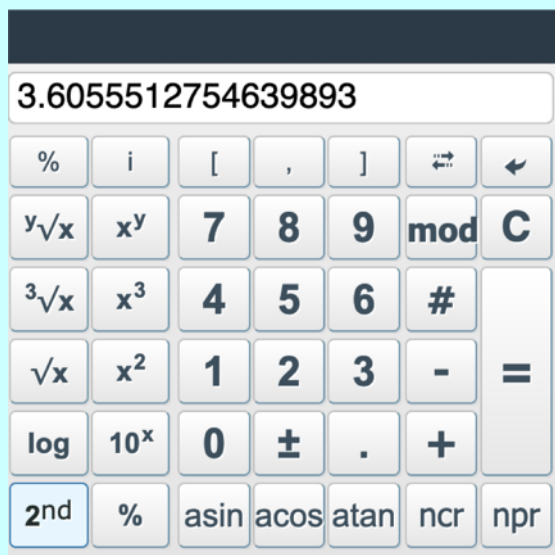 3.6055512754639893
% i [ , ]
ʸ√x xʸ 7 8 9 mod C
³√x x³ 4 5 6 #
√x x² 1 2 3 - =
log 10ˣ 0 ± . +
2nd % asin acos atan ncr npr